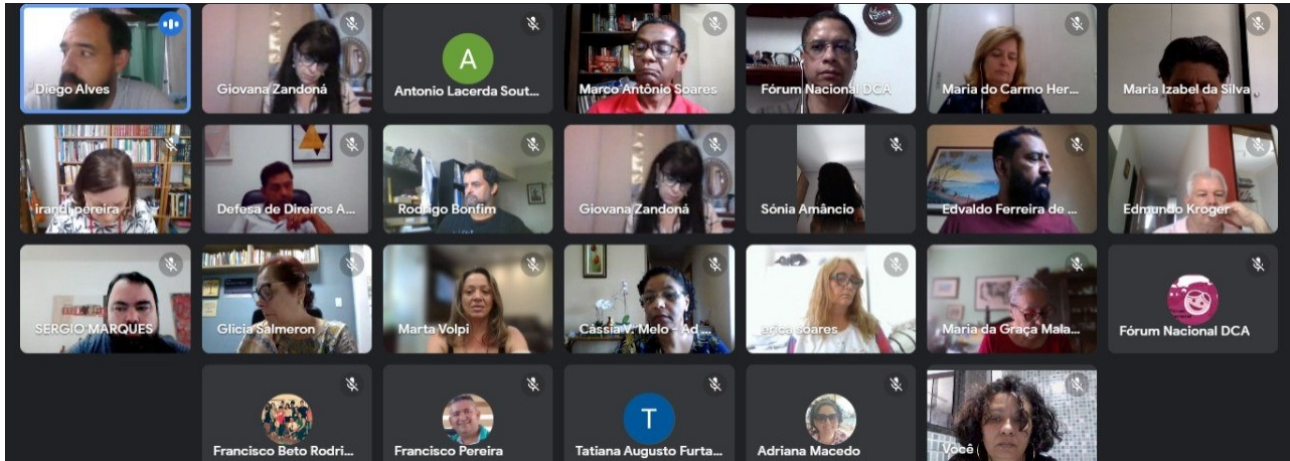 Diego Alves
Giovana Zandoná
A
Antonio Lacerda Sout...
Marco Antônio Soares
Fórum Nacional DCA
Maria do Carmo Her...
Maria Izabel da Silva...
irandi pereira
Defesa de Direiros A...
Rodrigo Bonfim
Giovana Zandoná
Sónia Amâncio
Edvaldo Ferreira de ...
Edmundo Kroger
SERGIO MARQUES
Glicia Salmeron
Marta Volpi
Cássia V. Melo - Ad ...
erica soares
Maria da Graça Mala...
Fórum Nacional DCA
Francisco Beto Rodri...
Francisco Pereira
T
Tatiana Augusto Furta...
Adriana Macedo
Você